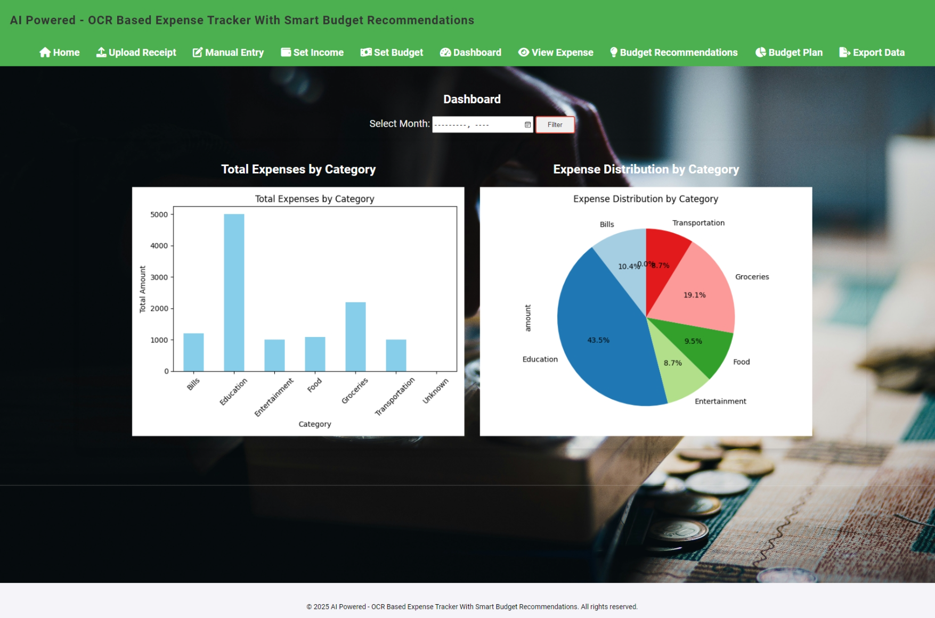 AI Powered - OCR Based Expense Tracker With Smart Budget Recommendations
Home Upload Receipt Manual Entry Set Income Set Budget Dashboard View Expense Budget Recommendations Budget Plan Export Data
Dashboard
Select Month: ---------, ---- Filter
Total Expenses by Category
Total Expenses by Category
Total Amount
5000
4000
3000
2000
1000
0
Bills Education Entertainment Food Groceries Transportation Unknown
Category
Expense Distribution by Category
Expense Distribution by Category
amount
Bills
Transportation
10.4% 0.0% 8.7%
Groceries
19.1%
Education
43.5%
9.5%
Food
8.7%
Entertainment
© 2025 AI Powered - OCR Based Expense Tracker With Smart Budget Recommendations. All rights reserved.